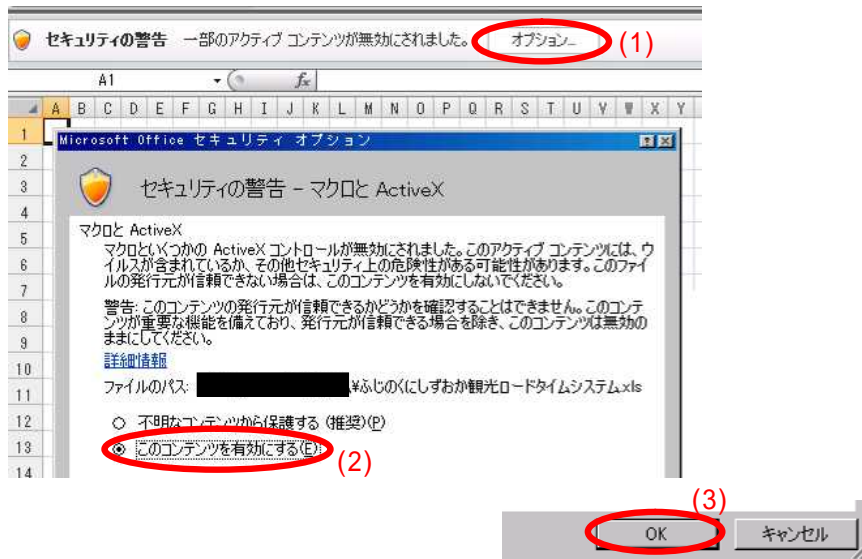 セキュリティの警告 一部のアクティブ コンテンツが無効にされました。 オプション... (1)
A1 fx
A B C D E F G H I J K L M N O P Q R S T U V W X Y
1
Microsoft Office セキュリティ オプション
2
3
セキュリティの警告 - マクロと ActiveX
4
マクロと ActiveX
5
マクロといくつかの ActiveX コントロールが無効にされました。このアクティブ コンテンツには、ウ
6
イルスが含まれているか、その他セキュリティ上の危険性がある可能性があります。このファイ
ルの発行元が信頼できない場合は、このコンテンツを有効にしないでください。
7
警告: このコンテンツの発行元が信頼できるかどうかを確認することはできません。このコンテ
8
ンツが重要な機能を備えており、発行元が信頼できる場合を除き、このコンテンツは無効の
9
ままにしてください。
詳細情報
10
ファイルのパス: ¥ふじのくにしずおか観光ロードタイムシステム.xls
11
12
不明なコンテンツから保護する (推奨)(P)
13
このコンテンツを有効にする(E) (2)
14
(3)
OK キャンセル